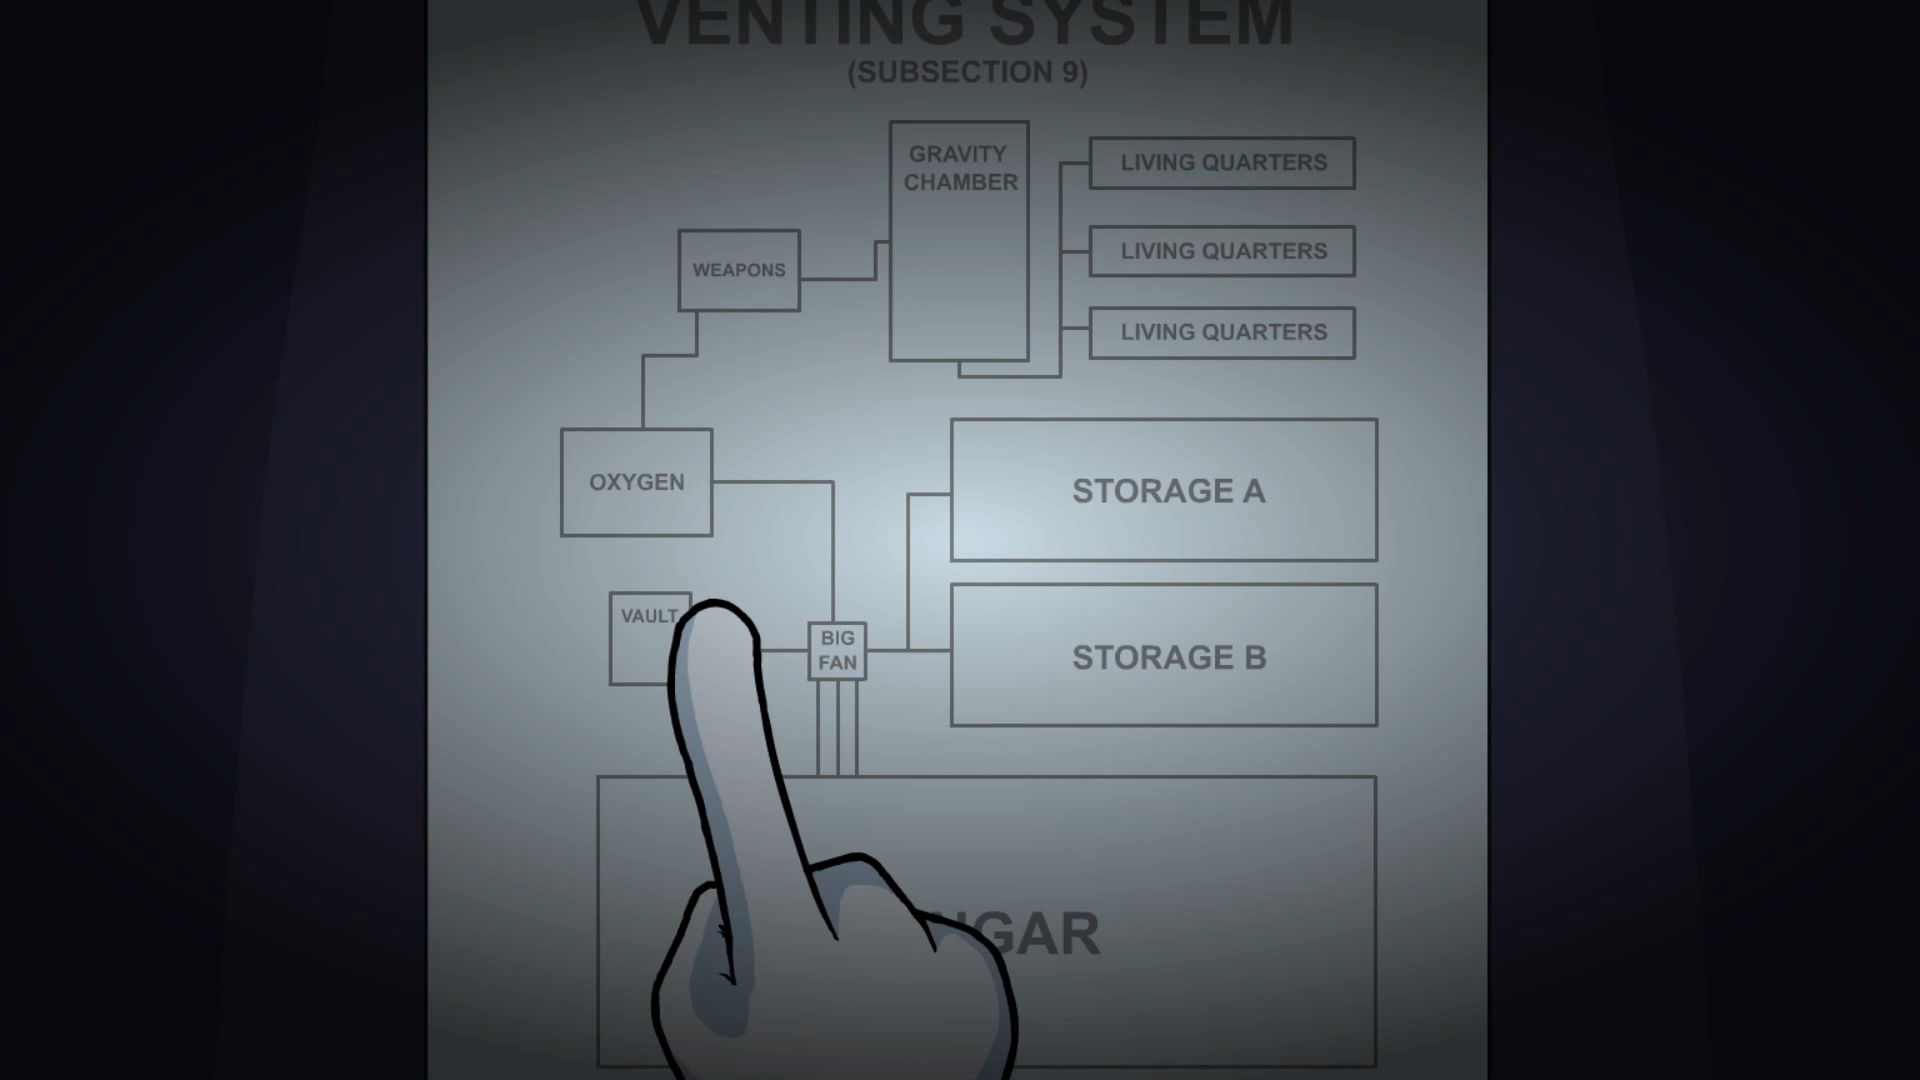 VENTING SYSTEM
(SUBSECTION 9)
GRAVITY
CHAMBER
LIVING QUARTERS
LIVING QUARTERS
LIVING QUARTERS
WEAPONS
OXYGEN
STORAGE A
VAULT
BIG
FAN
STORAGE B